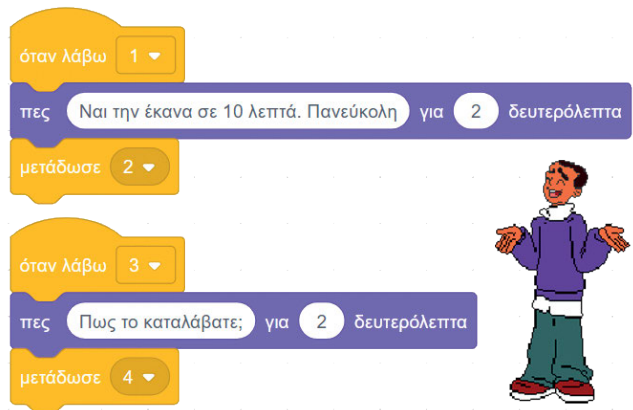 όταν λάβω 1
πες Ναι την έκανα σε 10 λεπτά. Πανεύκολη για 2 δευτερόλεπτα
μετάδωσε 2
όταν λάβω 3
πες Πως το καταλάβατε; για 2 δευτερόλεπτα
μετάδωσε 4